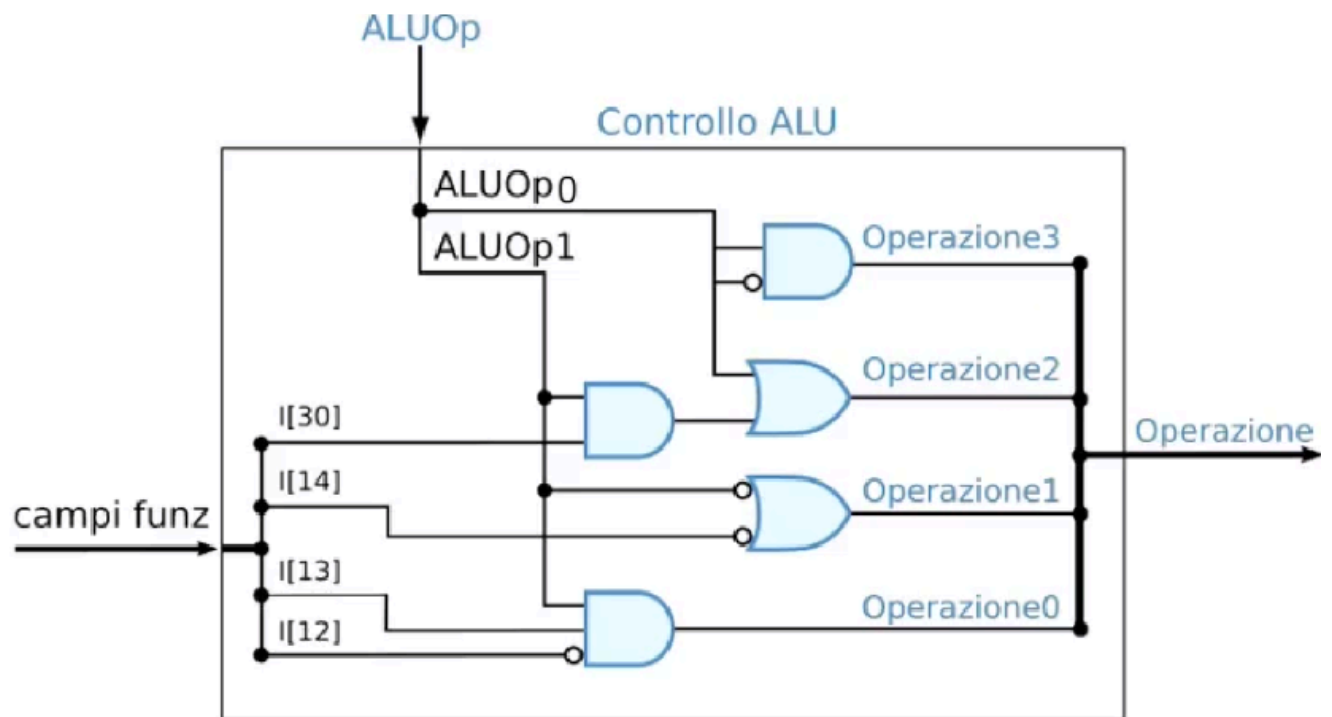 ALUOp
Controllo ALU
ALUOp0
ALUOp1
Operazione3
Operazione2
I[30]
Operazione
I[14]
Operazione1
campi funz
I[13]
Operazione0
I[12]